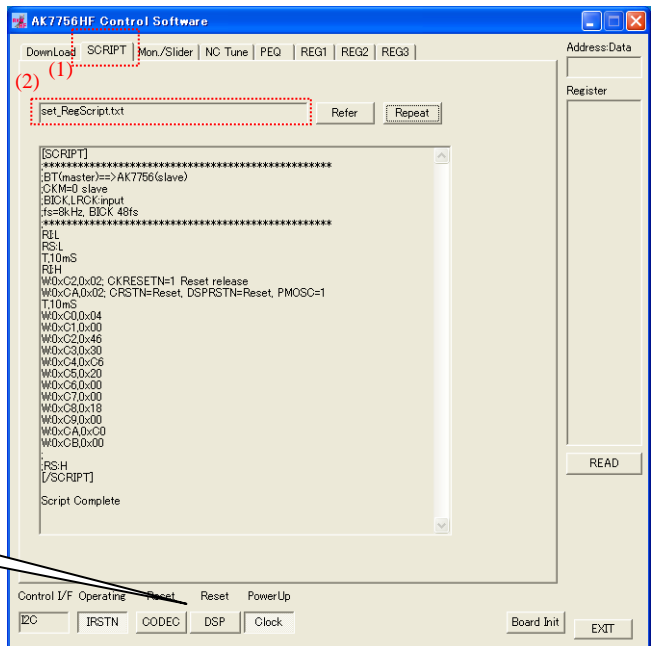 AK7756HF Control Software
DownLoad SCRIPT Mon./Slider NC Tune PEQ REG1 REG2 REG3
Address:Data
(1)
(2)
Register
set_RegScript.txt Refer Repeat
[SCRIPT]
;**************************************************
;BT(master)==>AK7756(slave)
;CKM=0 slave
;BICK,LRCK:input
;fs=8kHz, BICK 48fs
;**************************************************
RI:L
RS:L
T,10mS
RI:H
W:0xC2,0x02; CKRESETN=1 Reset release
W:0xCA,0x02; CRSTN=Reset, DSPRSTN=Reset, PMOSC=1
T,10mS
W:0xC0,0x04
W:0xC1,0x00
W:0xC2,0x46
W:0xC3,0x30
W:0xC4,0xC6
W:0xC5,0x20
W:0xC6,0x00
W:0xC7,0x00
W:0xC8,0x18
W:0xC9,0x00
W:0xCA,0xC0
W:0xCB,0x00
;
;RS:H
[/SCRIPT]
Script Complete
READ
Control I/F Operating Reset Reset PowerUp
I2C IRSTN CODEC DSP Clock Board Init EXIT